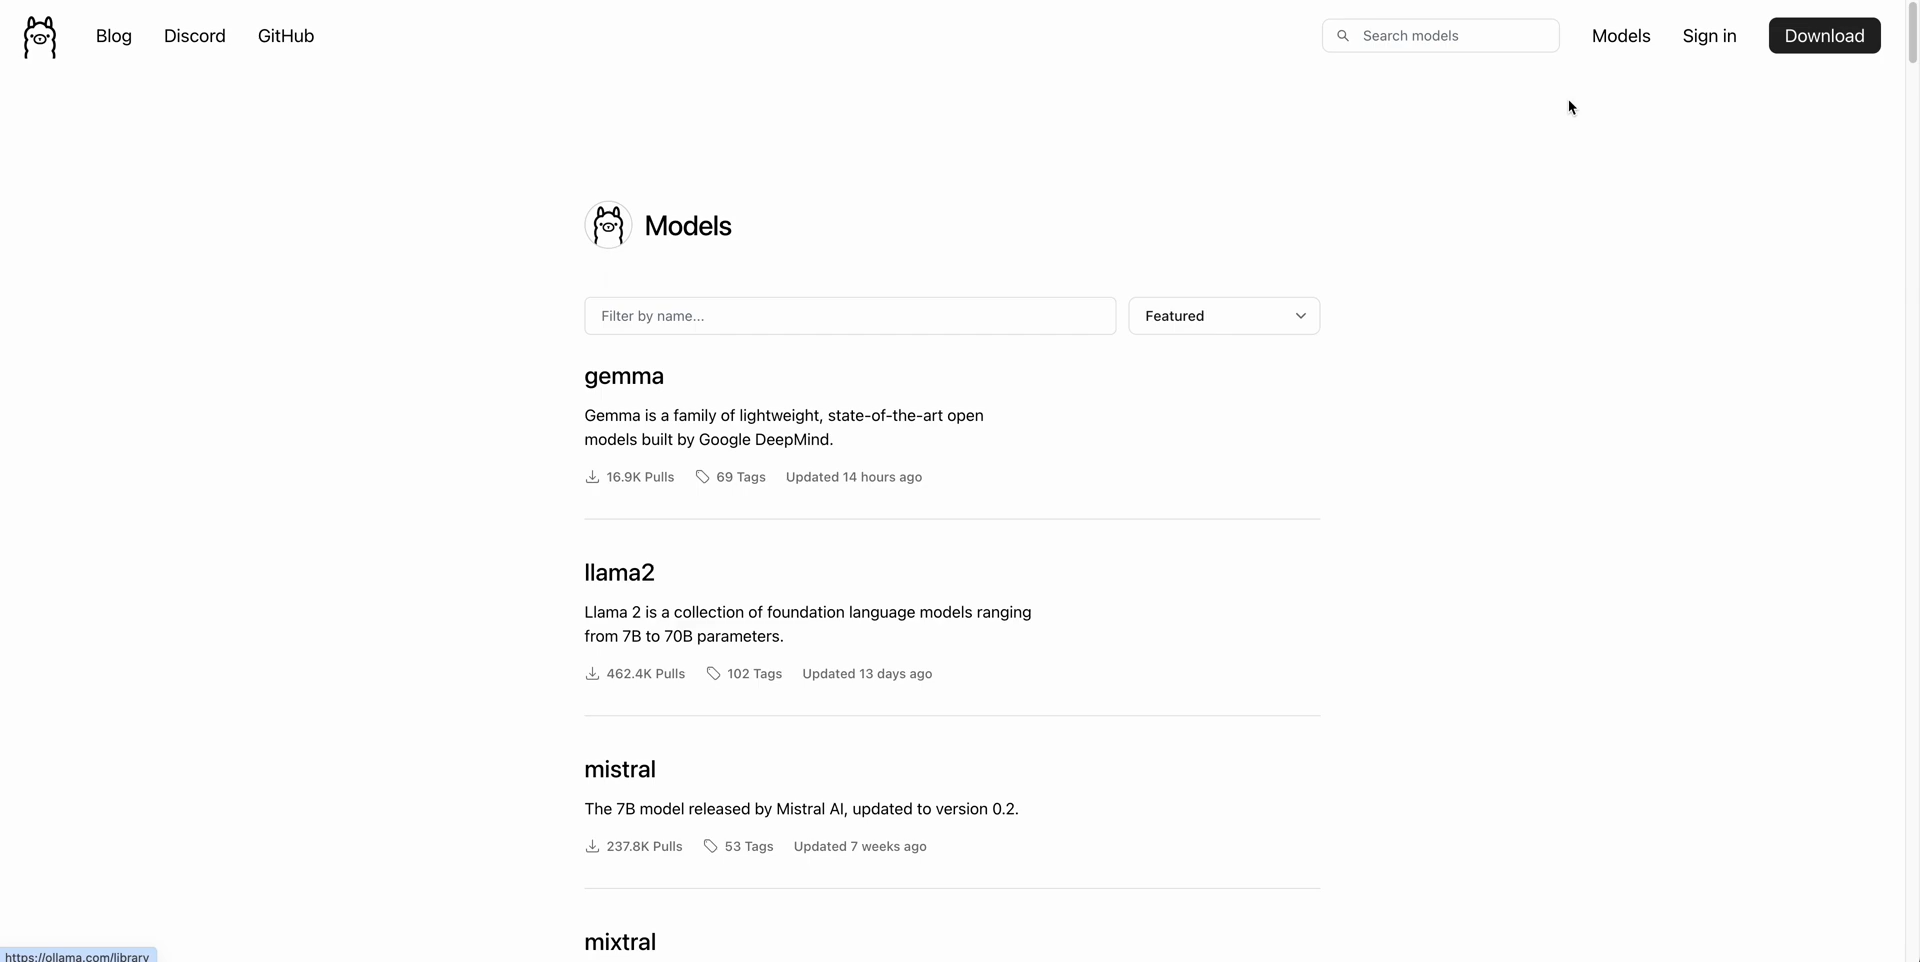 Blog Discord GitHub Search models Models Sign in Download
Models
Filter by name... Featured
gemma
Gemma is a family of lightweight, state-of-the-art open
models built by Google DeepMind.
16.9K Pulls 69 Tags Updated 14 hours ago
llama2
Llama 2 is a collection of foundation language models ranging
from 7B to 70B parameters.
462.4K Pulls 102 Tags Updated 13 days ago
mistral
The 7B model released by Mistral AI, updated to version 0.2.
237.8K Pulls 53 Tags Updated 7 weeks ago
mixtral
https://ollama.com/library